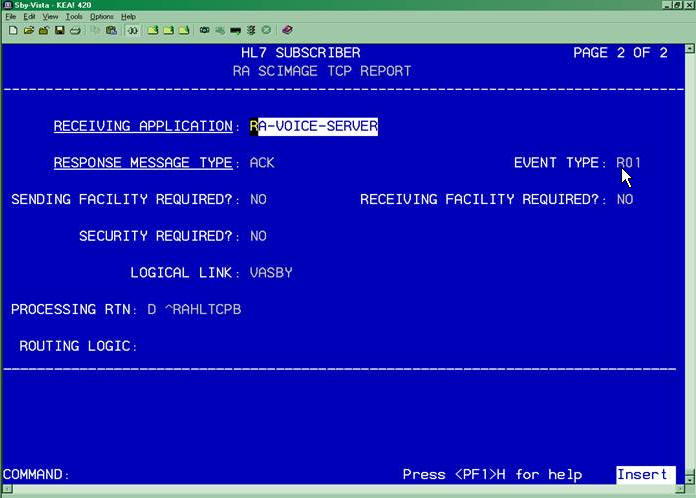 Sby-Vista - KEA! 420
File Edit View Tools Options Help
HL7 SUBSCRIBER PAGE 2 OF 2
RA SCIMAGE TCP REPORT
RECEIVING APPLICATION: RA-VOICE-SERVER
RESPONSE MESSAGE TYPE: ACK EVENT TYPE: R01
SENDING FACILITY REQUIRED?: NO RECEIVING FACILITY REQUIRED?: NO
SECURITY REQUIRED?: NO
LOGICAL LINK: VASBY
PROCESSING RTN: D ^RAHLTCPB
ROUTING LOGIC:
COMMAND: Press <PF1>H for help Insert